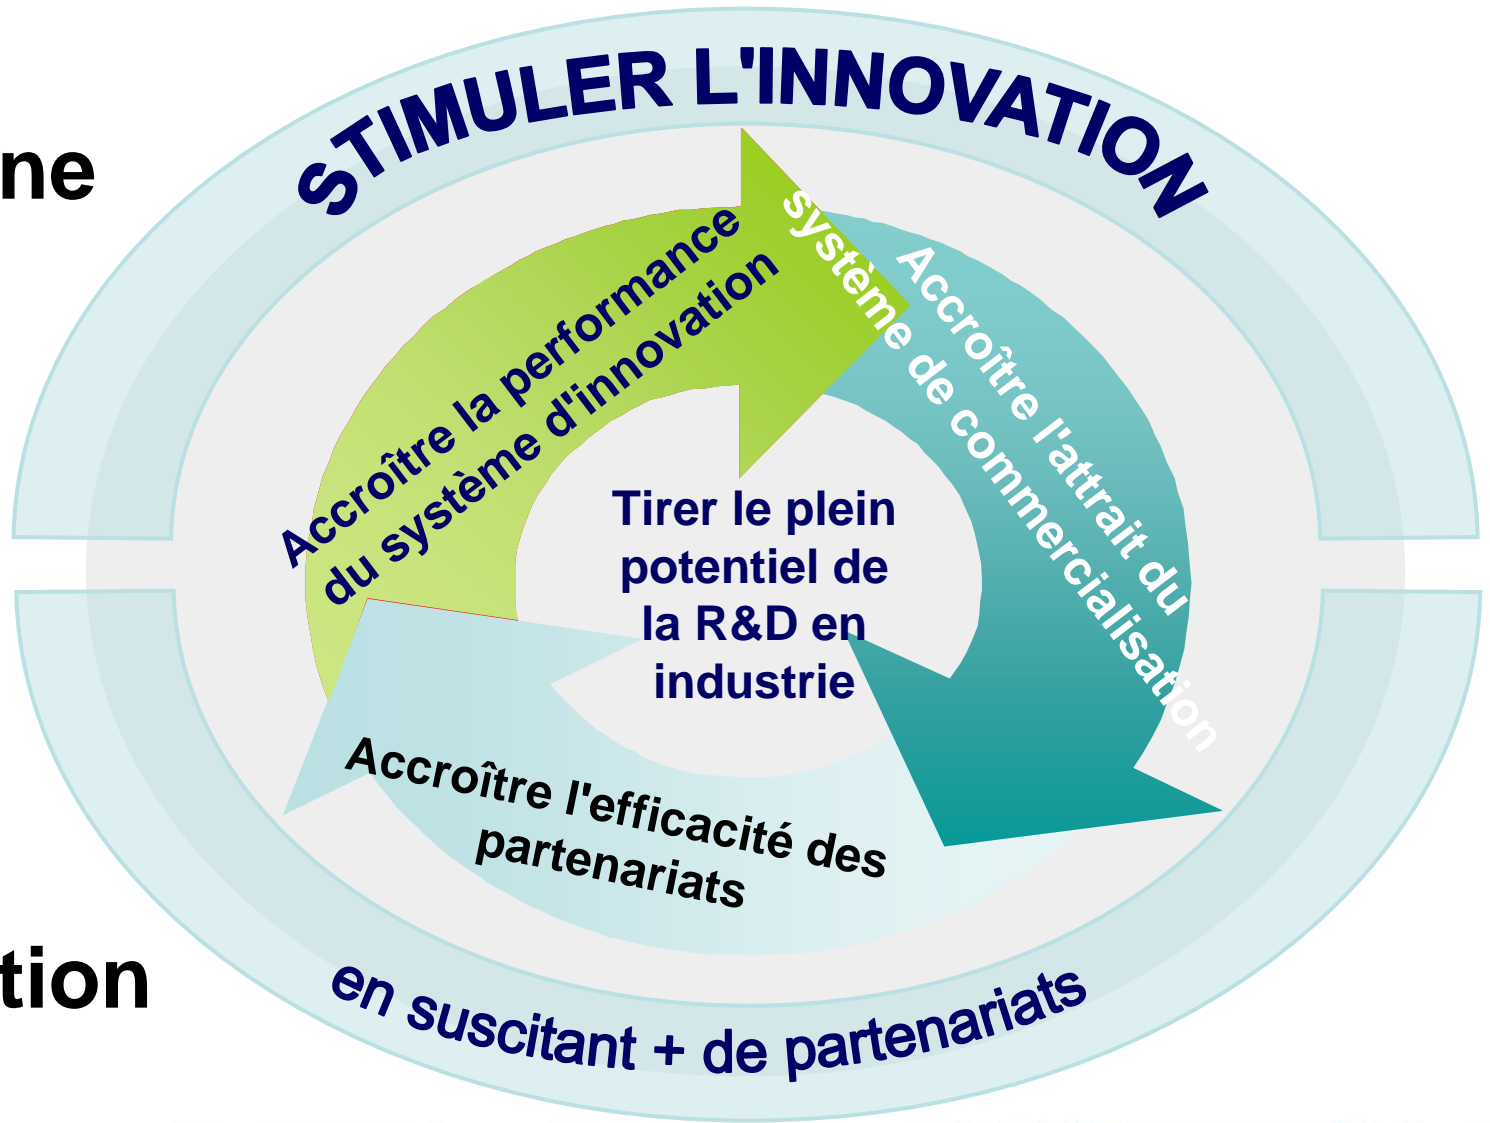 STIMULER L'INNOVATION
ne
Accroître la performance
du système d'innovation
Accroître l'attrait du
système de commercialisation
Tirer le plein
potentiel de
la R&D en
industrie
Accroître l'efficacité des
partenariats
tion
en suscitant + de partenariats